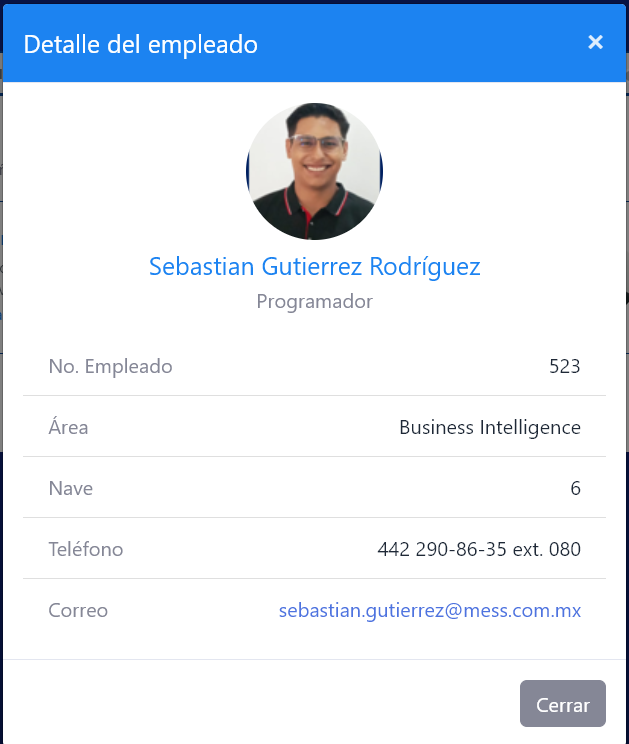 Detalle del empleado ×
Sebastian Gutierrez Rodríguez
Programador
No. Empleado 523
Área Business Intelligence
Nave 6
Teléfono 442 290-86-35 ext. 080
Correo sebastian.gutierrez@mess.com.mx
Cerrar